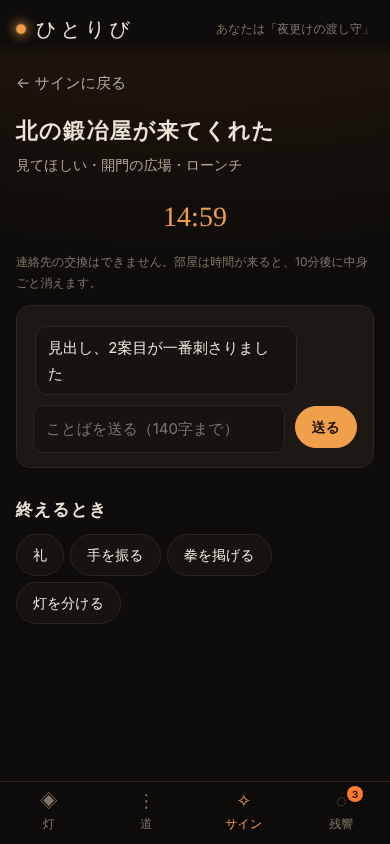 ひとりび
あなたは「夜更けの渡し守」
← サインに戻る
北の鍛冶屋が来てくれた
見てほしい・開門の広場・ローンチ
14:59
連絡先の交換はできません。部屋は時間が来ると、10分後に中身
ごと消えます。
見出し、2案目が一番刺さりまし
た
ことばを送る（140字まで）
送る
終えるとき
礼
手を振る
拳を掲げる
灯を分ける
3
灯
道
サイン
残響